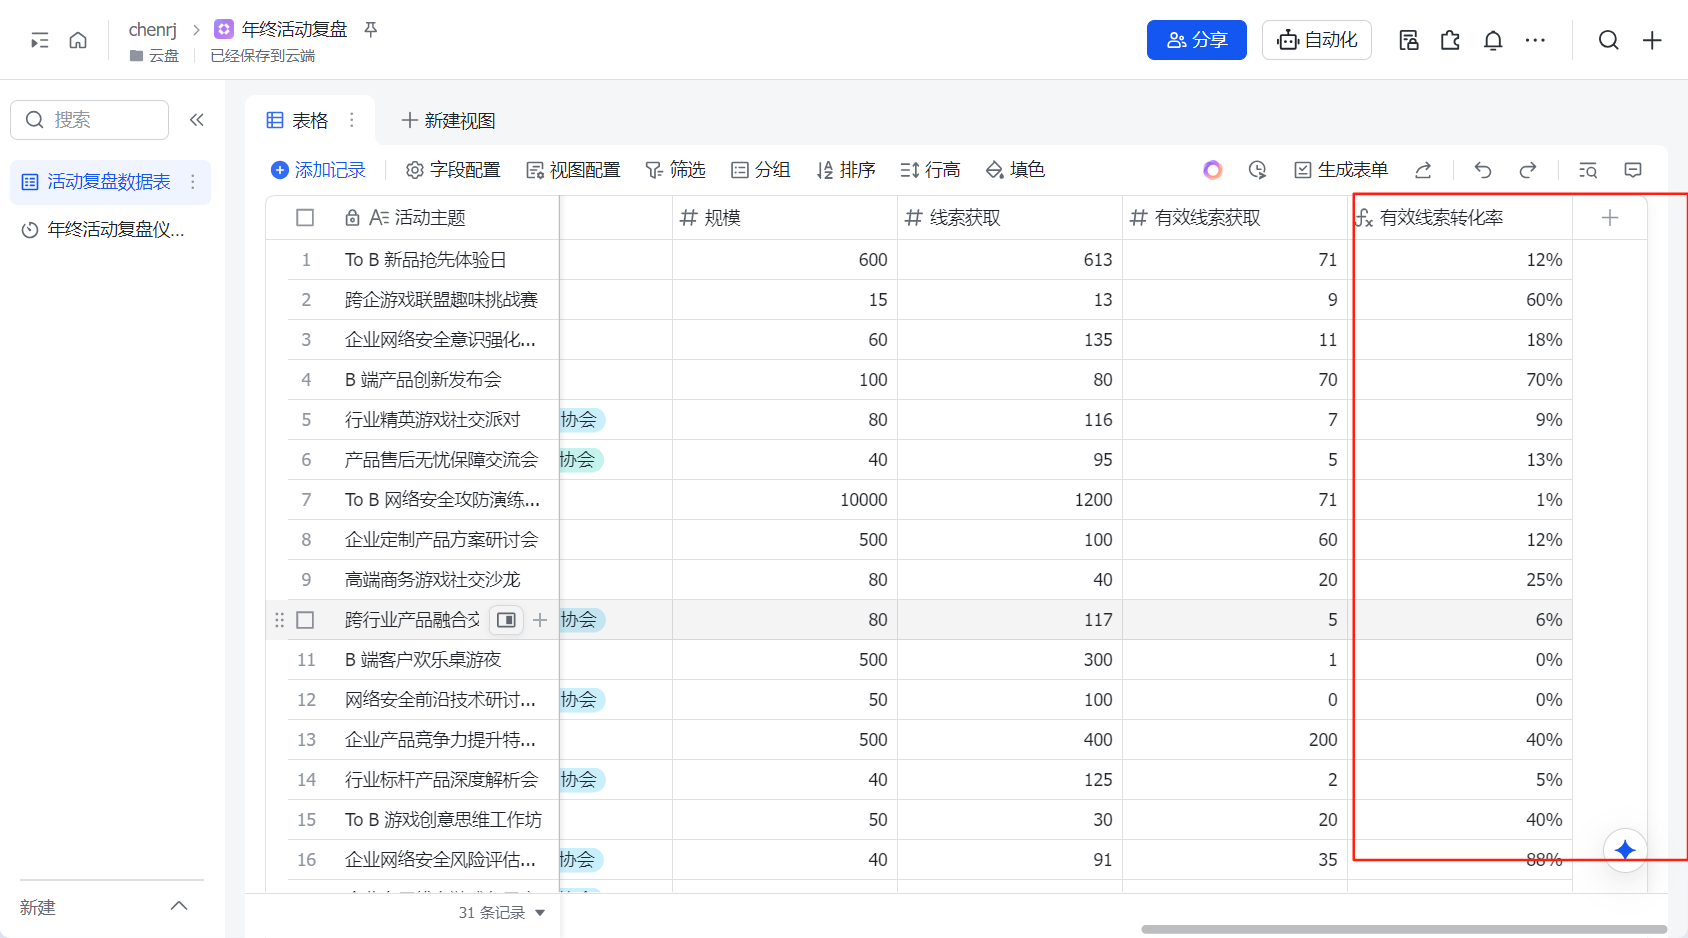 chenrj
年终活动复盘
云盘
已经保存到云端
分享
自动化
搜索
活动复盘数据表
年终活动复盘仪...
新建
表格
新建视图
添加记录
字段配置
视图配置
筛选
分组
排序
行高
填色
生成表单
活动主题 规模 线索获取 有效线索获取 有效线索转化率
1 To B 新品抢先体验日 600 613 71 12%
2 跨企游戏联盟趣味挑战赛 15 13 9 60%
3 企业网络安全意识强化... 60 135 11 18%
4 B 端产品创新发布会 100 80 70 70%
5 行业精英游戏社交派对 协会 80 116 7 9%
6 产品售后无忧保障交流会 协会 40 95 5 13%
7 To B 网络安全攻防演练... 10000 1200 71 1%
8 企业定制产品方案研讨会 500 100 60 12%
9 高端商务游戏社交沙龙 80 40 20 25%
跨行业产品融合交 协会 80 117 5 6%
11 B 端客户欢乐桌游夜 500 300 1 0%
12 网络安全前沿技术研讨... 协会 50 100 0 0%
13 企业产品竞争力提升特... 500 400 200 40%
14 行业标杆产品深度解析会 协会 40 125 2 5%
15 To B 游戏创意思维工作坊 50 30 20 40%
16 企业网络安全风险评估... 协会 40 91 35 88%
31 条记录